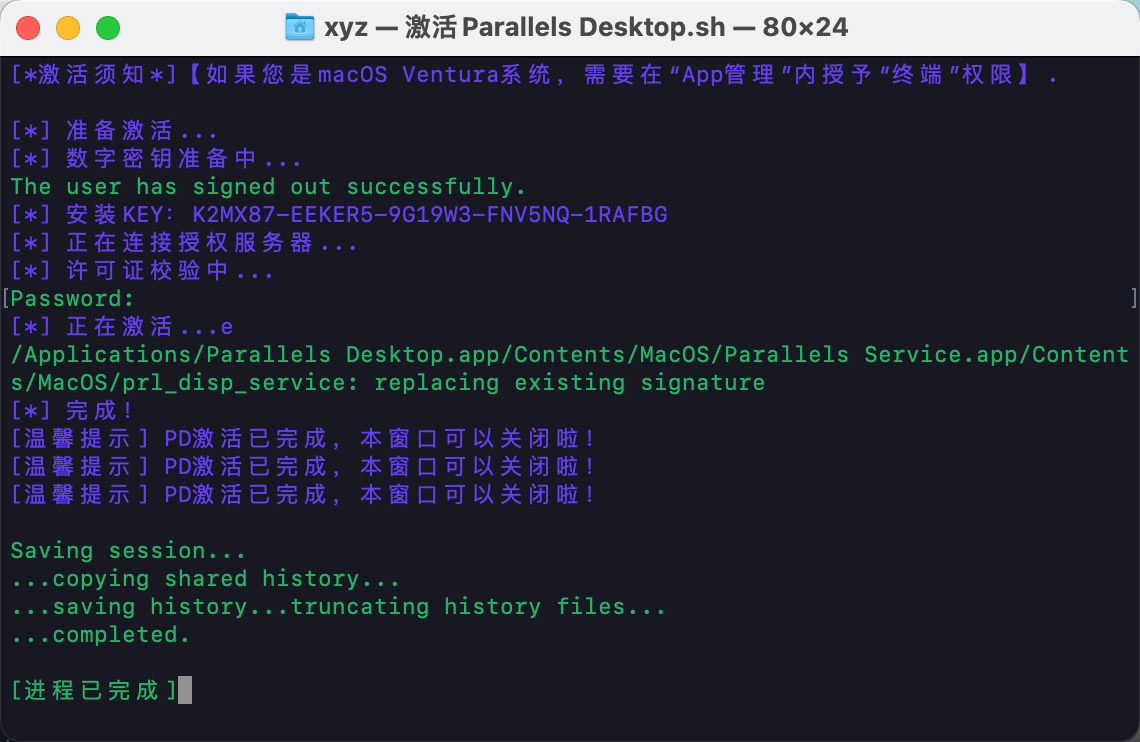 xyz — 激活 Parallels Desktop.sh — 80×24
[*激活须知*]【如果您是macOS Ventura系统，需要在“App管理”内授予“终端”权限】.
[*] 准备激活...
[*] 数字密钥准备中...
The user has signed out successfully.
[*] 安装KEY: K2MX87-EEKER5-9G19W3-FNV5NQ-1RAFBG
[*] 正在连接授权服务器...
[*] 许可证校验中...
[Password: ]
[*] 正在激活...e
/Applications/Parallels Desktop.app/Contents/MacOS/Parallels Service.app/Content
s/MacOS/prl_disp_service: replacing existing signature
[*] 完成！
[温馨提示] PD激活已完成，本窗口可以关闭啦！
[温馨提示] PD激活已完成，本窗口可以关闭啦！
[温馨提示] PD激活已完成，本窗口可以关闭啦！
Saving session...
...copying shared history...
...saving history...truncating history files...
...completed.
[进程已完成]